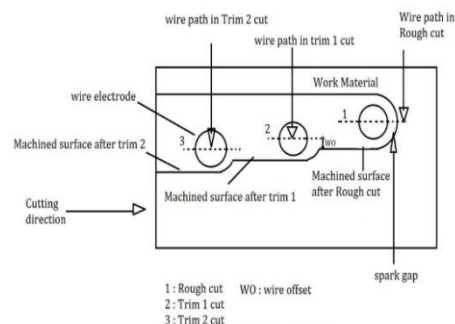 wire path in Trim 2 cut
Wire path in
Rough cut
wire path in trim 1 cut
Work Material
wire electrode
1
2
3
WO
Machined surface after trim 2
Machined surface after trim 1
Machined surface
after Rough cut
Cutting
direction
spark gap
1 : Rough cut WO : wire offset
2 : Trim 1 cut
3 : Trim 2 cut